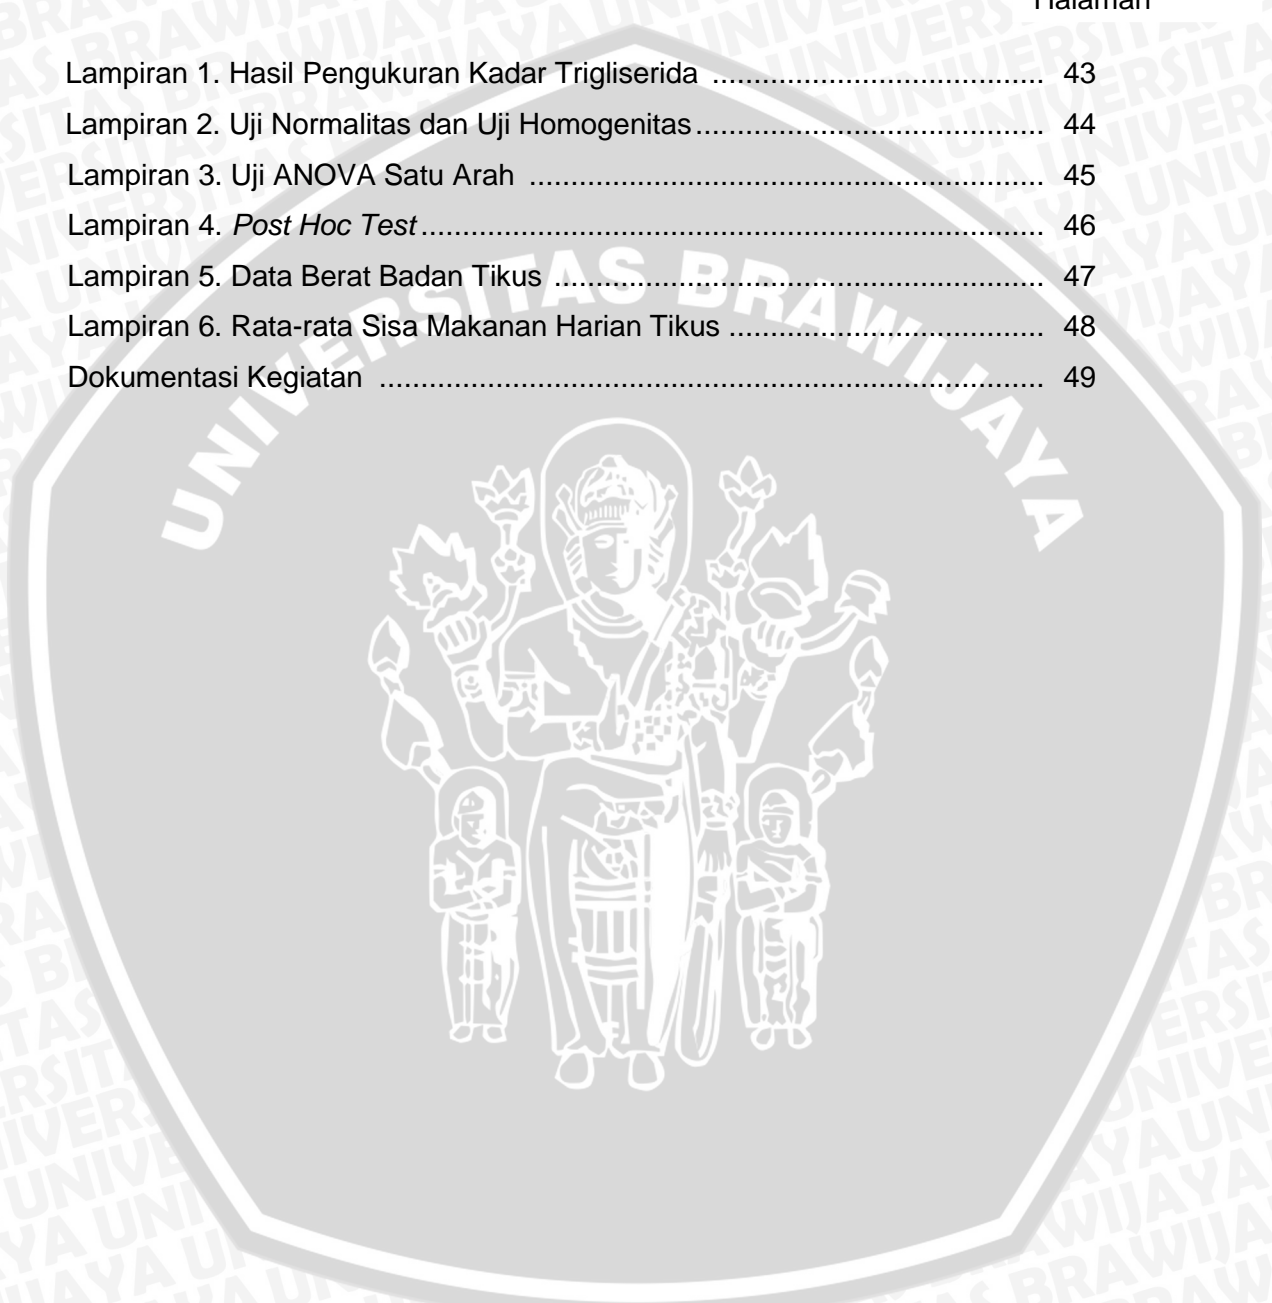 Halaman
Lampiran 1. Hasil Pengukuran Kadar Trigliserida ........................................ 43
Lampiran 2. Uji Normalitas dan Uji Homogenitas.......................................... 44
Lampiran 3. Uji ANOVA Satu Arah .............................................................. 45
Lampiran 4. Post Hoc Test........................................................................... 46
Lampiran 5. Data Berat Badan Tikus ........................................................... 47
Lampiran 6. Rata-rata Sisa Makanan Harian Tikus ...................................... 48
Dokumentasi Kegiatan ................................................................................ 49
UNIVERSITAS BRAWIJAYA